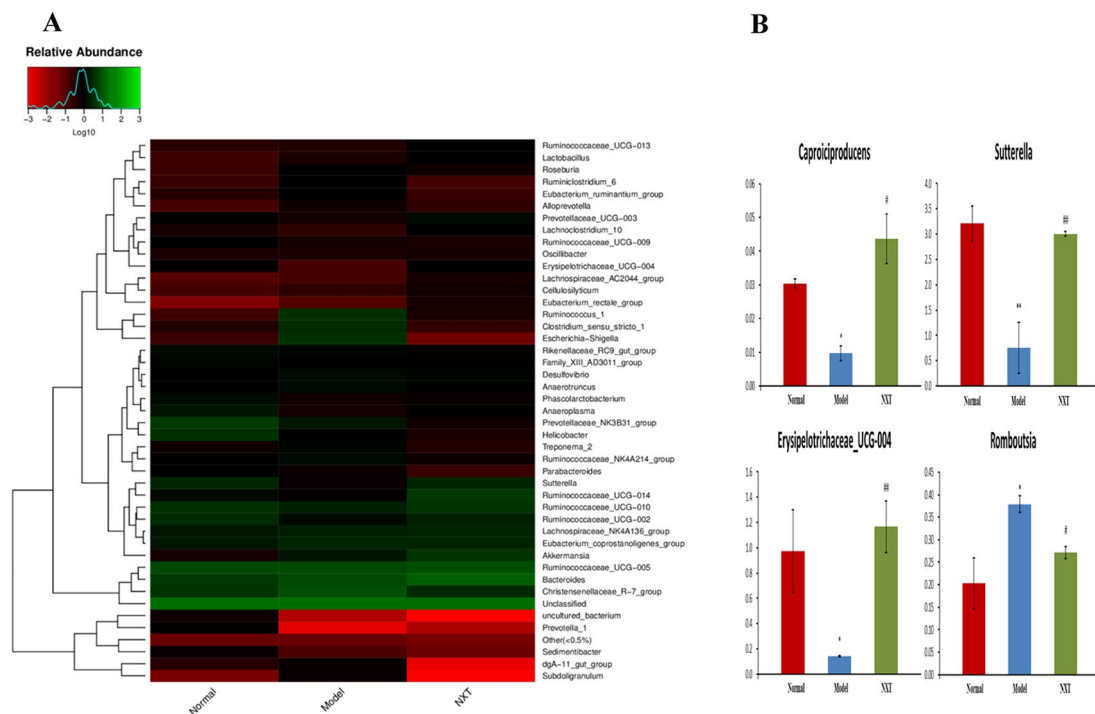 A
Relative Abundance
-3 -2 -1 0 1 2 3
Log10
Ruminococcaceae_UCG-013
Lactobacillus
Roseburia
Ruminiclostridium_6
Eubacterium_ruminantium_group
Alloprevotella
Prevotellaceae_UCG-003
Lachnoclostridium_10
Ruminococcaceae_UCG-009
Oscillibacter
Erysipelotrichaceae_UCG-004
Lachnospiraceae_AC2044_group
Cellulosilyticum
Eubacterium_rectale_group
Ruminococcus_1
Clostridium_sensu_stricto_1
Escherichia-Shigella
Rikenellaceae_RC9_gut_group
Family_XIII_AD3011_group
Desulfovibrio
Anaerotruncus
Phascolarctobacterium
Anaeroplasma
Prevotellaceae_NK3B31_group
Helicobacter
Treponema_2
Ruminococcaceae_NK4A214_group
Parabacteroides
Sutterella
Ruminococcaceae_UCG-014
Ruminococcaceae_UCG-010
Ruminococcaceae_UCG-002
Lachnospiraceae_NK4A136_group
Eubacterium_coprostanoligenes_group
Akkermansia
Ruminococcaceae_UCG-005
Bacteroides
Christensenellaceae_R-7_group
Unclassified
uncultured_bacterium
Prevotella_1
Other(<0.5%)
Sedimentibacter
dgA-11_gut_group
Subdoligranulum
Normal Model NXT
B
Caproiciproducens
0.06
0.05
0.04
0.03
0.02
0.01
0.00
*
#
Normal Model NXT
Sutterella
4.0
3.5
3.0
2.5
2.0
1.5
1.0
0.5
0.0
**
##
Normal Model NXT
Erysipelotrichaceae_UCG-004
1.6
1.4
1.2
1.0
0.8
0.6
0.4
0.2
0.0
*
##
Normal Model NXT
Romboutsia
0.45
0.40
0.35
0.30
0.25
0.20
0.15
0.10
0.05
0.00
*
#
Normal Model NXT